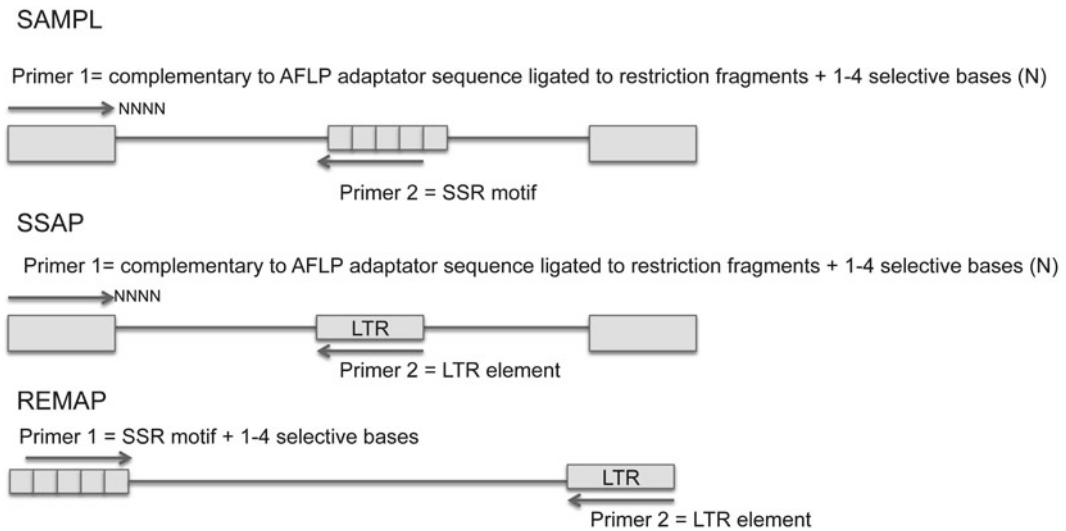 SAMPL
Primer 1= complementary to AFLP adaptator sequence ligated to restriction fragments + 1-4 selective bases (N)
NNNN
Primer 2 = SSR motif
SSAP
Primer 1= complementary to AFLP adaptator sequence ligated to restriction fragments + 1-4 selective bases (N)
NNNN
LTR
Primer 2 = LTR element
REMAP
Primer 1 = SSR motif + 1-4 selective bases
LTR
Primer 2 = LTR element